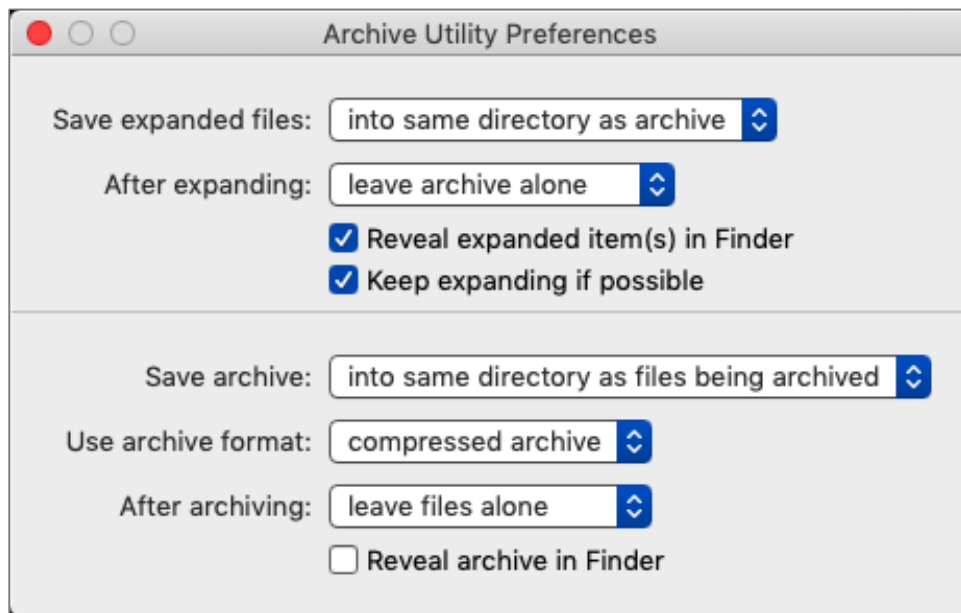 Archive Utility Preferences
Save expanded files: into same directory as archive
After expanding: leave archive alone
Reveal expanded item(s) in Finder
Keep expanding if possible
Save archive: into same directory as files being archived
Use archive format: compressed archive
After archiving: leave files alone
Reveal archive in Finder